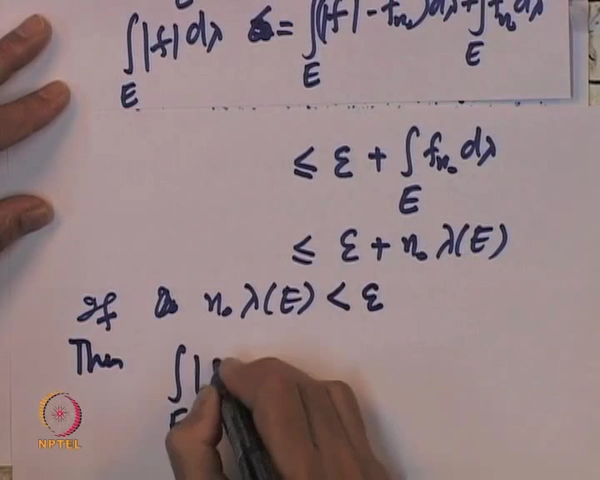 ∫_E |f| dλ = ∫_E (|f| - f_{n₀}) dλ + ∫_E f_{n₀} dλ
≤ ε + ∫_E f_{n₀} dλ
≤ ε + n₀ λ(E)
If n₀ λ(E) < ε
Then ∫_E |
NPTEL